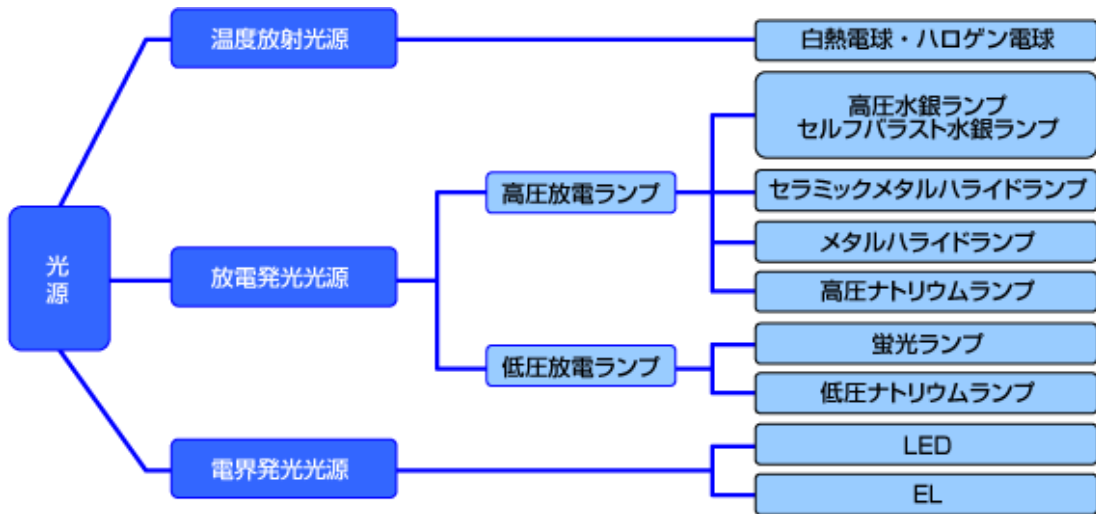 光
源
温度放射光源
白熱電球・ハロゲン電球
放電発光光源
高圧放電ランプ
高圧水銀ランプ
セルフバラスト水銀ランプ
セラミックメタルハライドランプ
メタルハライドランプ
高圧ナトリウムランプ
低圧放電ランプ
蛍光ランプ
低圧ナトリウムランプ
電界発光光源
LED
EL